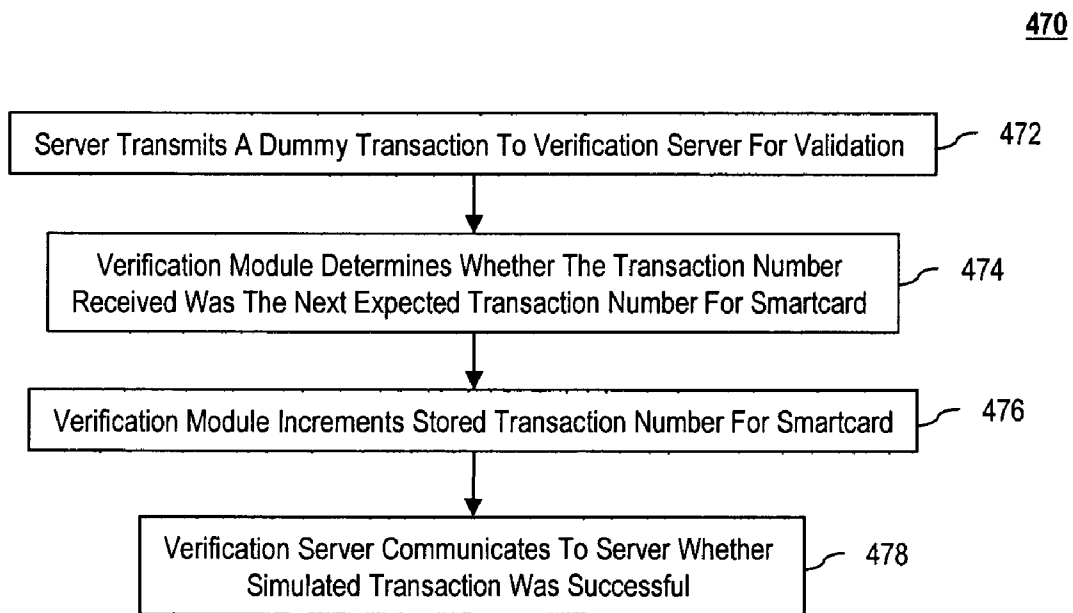 470
Server Transmits A Dummy Transaction To Verification Server For Validation
472
Verification Module Determines Whether The Transaction Number
Received Was The Next Expected Transaction Number For Smartcard
474
Verification Module Increments Stored Transaction Number For Smartcard
476
Verification Server Communicates To Server Whether
Simulated Transaction Was Successful
478